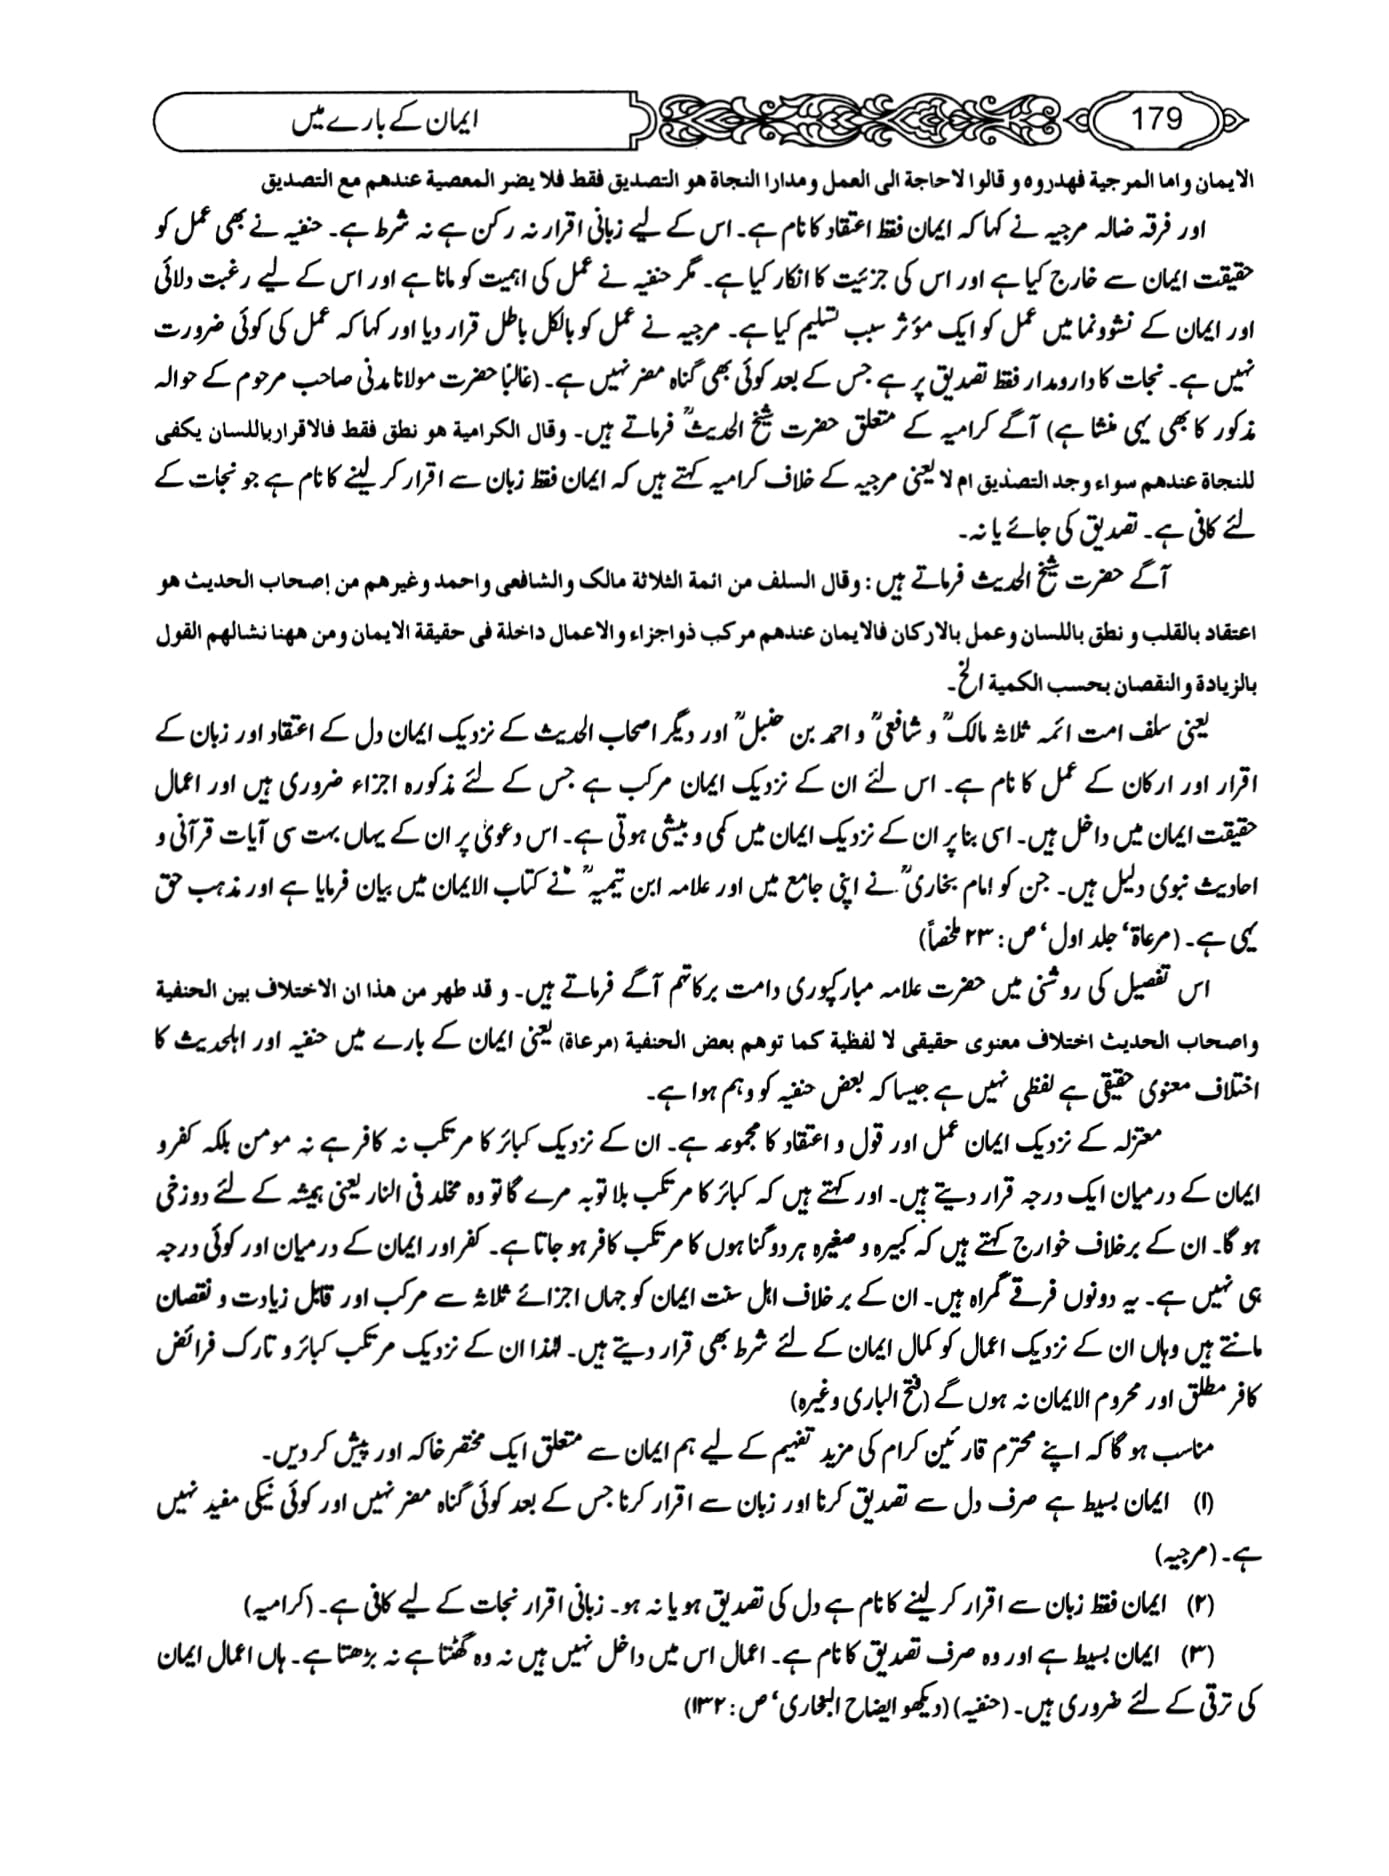 ایمان کے بارے میں
179
الایمان واما المرجیة فهدروه و قالوا لاحاجة الی العمل ومدارا النجاة هو التصدیق فقط فلا یضر المعصیة عندهم مع التصدیق
اور فرقہ ضالہ مرجیہ نے کہا کہ ایمان فقط اعتقاد کا نام ہے۔ اس کے لیے زبانی اقرار نہ رکن ہے نہ شرط ہے۔ حنفیہ نے بھی عمل کو
حقیقت ایمان سے خارج کیا ہے اور اس کی جزئیت کا انکار کیا ہے۔ مگر حنفیہ نے عمل کی اہمیت کو مانا ہے اور اس کے لیے رغبت دلائی
اور ایمان کے نشوونما میں عمل کو ایک مؤثر سبب تسلیم کیا ہے۔ مرجیہ نے عمل کو بالکل باطل قرار دیا اور کہا کہ عمل کی کوئی ضرورت
نہیں ہے۔ نجات کا دارومدار فقط تصدیق پر ہے جس کے بعد کوئی بھی گناہ مضر نہیں ہے۔ (غالبًا حضرت مولانا مدنی صاحب مرحوم کے حوالہ
مذکور کا بھی یہی منشا ہے) آگے کرامیہ کے متعلق حضرت شیخ الحدیثؒ فرماتے ہیں۔ وقال الکرامیة هو نطق فقط فالاقرار باللسان یکفی
للنجاة عندهم سواء وجد التصدیق ام لا یعنی مرجیہ کے خلاف کرامیہ کہتے ہیں کہ ایمان فقط زبان سے اقرار کر لینے کا نام ہے جو نجات کے
لئے کافی ہے۔ تصدیق کی جائے یا نہ۔
آگے حضرت شیخ الحدیث فرماتے ہیں: وقال السلف من ائمة الثلاثة مالک والشافعی واحمد وغیرهم من اصحاب الحدیث هو
اعتقاد بالقلب و نطق باللسان وعمل بالارکان فالایمان عندهم مرکب ذو اجزاء والاعمال داخلة فی حقیقة الایمان ومن ههنا نشالهم القول
بالزیادة والنقصان بحسب الکمیة الخ۔
یعنی سلف امت ائمہ ثلاثہ مالکؒ و شافعیؒ و احمد بن حنبلؒ اور دیگر اصحاب الحدیث کے نزدیک ایمان دل کے اعتقاد اور زبان کے
اقرار اور ارکان کے عمل کا نام ہے۔ اس لئے ان کے نزدیک ایمان مرکب ہے جس کے لئے مذکورہ اجزاء ضروری ہیں اور اعمال
حقیقت ایمان میں داخل ہیں۔ اسی بنا پر ان کے نزدیک ایمان میں کمی و بیشی ہوتی ہے۔ اس دعویٰ پر ان کے یہاں بہت سی آیات قرآنی و
احادیث نبوی دلیل ہیں۔ جن کو امام بخاریؒ نے اپنی جامع میں اور علامہ ابن تیمیہؒ نے کتاب الایمان میں بیان فرمایا ہے اور مذہب حق
یہی ہے۔ (مرعاۃ‘ جلد اول‘ ص: ۲۳ ملخصاً)
اس تفصیل کی روشنی میں حضرت علامہ مبارکپوری دامت برکاتہم آگے فرماتے ہیں۔ و قد ظهر من هذا ان الاختلاف بین الحنفیة
واصحاب الحدیث اختلاف معنوی حقیقی لا لفظیة کما توهم بعض الحنفیة (مرعاة) یعنی ایمان کے بارے میں حنفیہ اور اہلحدیث کا
اختلاف معنوی حقیقی ہے لفظی نہیں ہے جیسا کہ بعض حنفیہ کو وہم ہوا ہے۔
معتزلہ کے نزدیک ایمان عمل اور قول و اعتقاد کا مجموعہ ہے۔ ان کے نزدیک کبائر کا مرتکب نہ کافر ہے نہ مومن بلکہ کفر و
ایمان کے درمیان ایک درجہ قرار دیتے ہیں۔ اور کہتے ہیں کہ کبائر کا مرتکب بلا توبہ مرے گا تو وہ مخلد فی النار یعنی ہمیشہ کے لئے دوزخی
ہو گا۔ ان کے برخلاف خوارج کہتے ہیں کہ کبیرہ و صغیرہ ہر دو گناہوں کا مرتکب کافر ہو جاتا ہے۔ کفر اور ایمان کے درمیان اور کوئی درجہ
ہی نہیں ہے۔ یہ دونوں فرقے گمراہ ہیں۔ ان کے برخلاف اہل سنت ایمان کو جہاں اجزائے ثلاثہ سے مرکب اور قابل زیادت و نقصان
مانتے ہیں وہاں ان کے نزدیک اعمال کو کمال ایمان کے لئے شرط بھی قرار دیتے ہیں۔ لہٰذا ان کے نزدیک مرتکب کبائر و تارک فرائض
کافر مطلق اور محروم الایمان نہ ہوں گے (فتح الباری وغیرہ)
مناسب ہو گا کہ اپنے محترم قارئین کرام کی مزید تفہیم کے لیے ہم ایمان سے متعلق ایک مختصر خاکہ اور پیش کر دیں۔
(۱) ایمان بسیط ہے صرف دل سے تصدیق کرنا اور زبان سے اقرار کرنا جس کے بعد کوئی گناہ مضر نہیں اور کوئی نیکی مفید نہیں
ہے۔ (مرجیہ)
(۲) ایمان فقط زبان سے اقرار کر لینے کا نام ہے دل کی تصدیق ہو یا نہ ہو۔ زبانی اقرار نجات کے لیے کافی ہے۔ (کرامیہ)
(۳) ایمان بسیط ہے اور وہ صرف تصدیق کا نام ہے۔ اعمال اس میں داخل نہیں ہیں نہ وہ گھٹتا ہے نہ بڑھتا ہے۔ ہاں اعمال ایمان
کی ترقی کے لئے ضروری ہیں۔ (حنفیہ) (دیکھو ایضاح البخاری‘ ص: ۱۳۲)